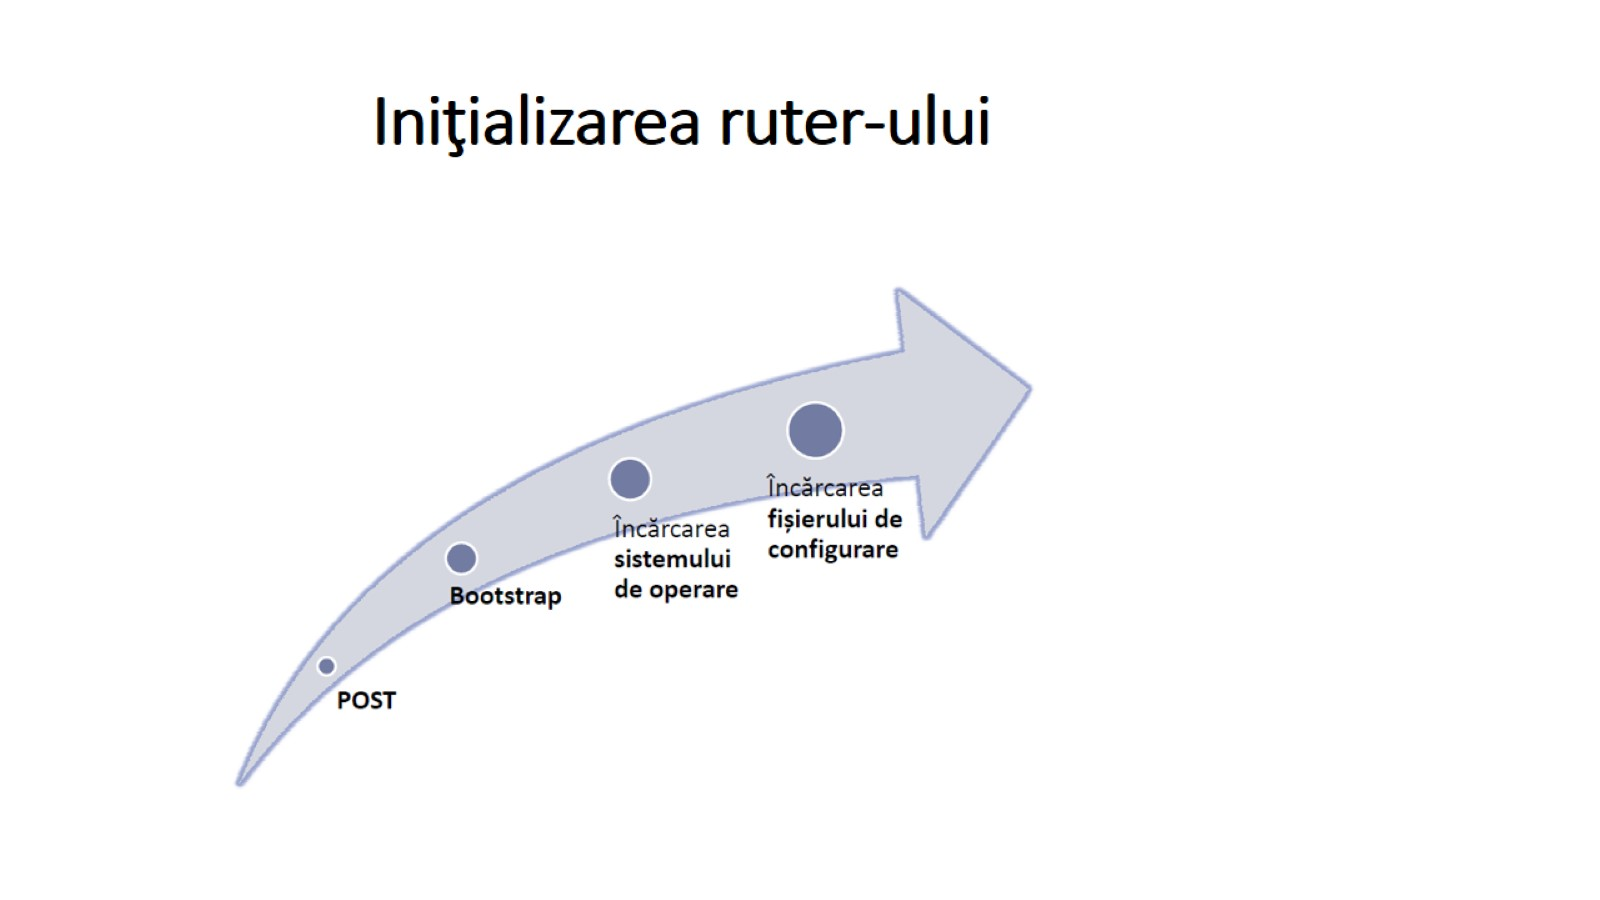 Iniţializarea ruter-ului
POST
Bootstrap
Încărcarea
sistemului
de operare
Încărcarea
fișierului de
configurare